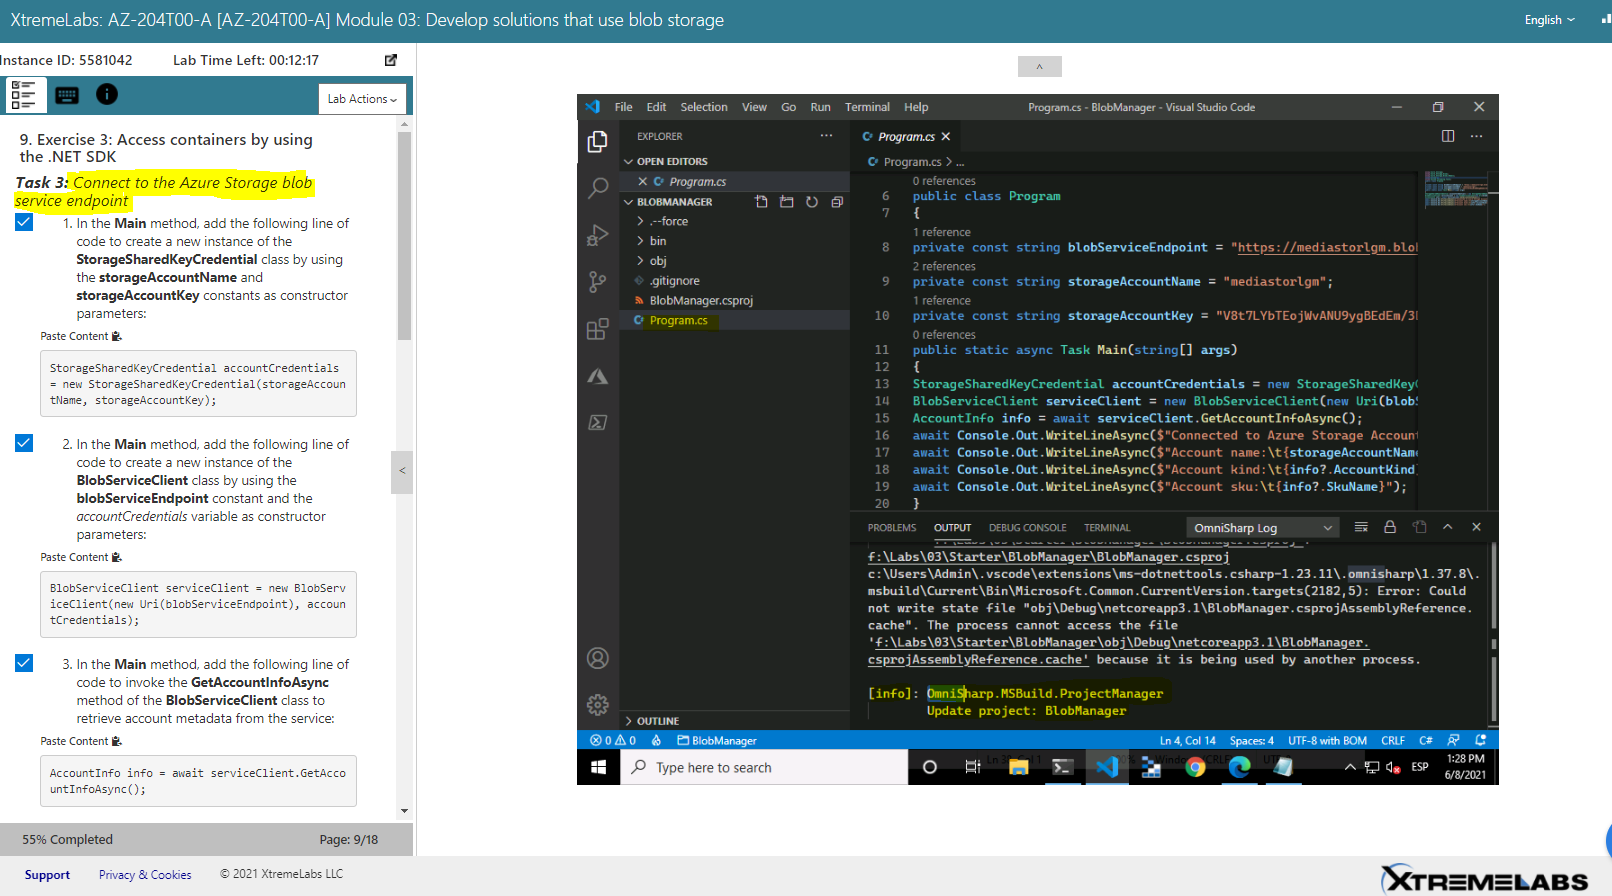 XtremeLabs: AZ-204T00-A [AZ-204T00-A] Module 03: Develop solutions that use blob storage
English
nstance ID: 5581042
Lab Time Left: 00:12:17
Lab Actions
9. Exercise 3: Access containers by using
the .NET SDK
Task 3: Connect to the Azure Storage blob
service endpoint
1. In the Main method, add the following line of
code to create a new instance of the
StorageSharedKeyCredential class by using
the storageAccountName and
storageAccountKey constants as constructor
parameters:
Paste Content
StorageSharedKeyCredential accountCredentials
= new StorageSharedKeyCredential(storageAccoun
tName, storageAccountKey);
2. In the Main method, add the following line of
code to create a new instance of the
BlobServiceClient class by using the
blobServiceEndpoint constant and the
accountCredentials variable as constructor
parameters:
Paste Content
BlobServiceClient serviceClient = new BlobServ
iceClient(new Uri(blobServiceEndpoint), accoun
tCredentials);
3. In the Main method, add the following line of
code to invoke the GetAccountInfoAsync
method of the BlobServiceClient class to
retrieve account metadata from the service:
Paste Content
AccountInfo info = await serviceClient.GetAcco
untInfoAsync();
55% Completed
Page: 9/18
<
^
File Edit Selection View Go Run Terminal Help
Program.cs - BlobManager - Visual Studio Code
EXPLORER
OPEN EDITORS
Program.cs
BLOBMANAGER
.--force
bin
obj
.gitignore
BlobManager.csproj
Program.cs
OUTLINE
Program.cs
Program.cs > ...
0 references
6 public class Program
7 {
1 reference
8 private const string blobServiceEndpoint = "https://mediastorlgm.blo
2 references
9 private const string storageAccountName = "mediastorlgm";
1 reference
10 private const string storageAccountKey = "V8t7LYbTEojWvANU9ygBEdEm/3
0 references
11 public static async Task Main(string[] args)
12 {
13 StorageSharedKeyCredential accountCredentials = new StorageSharedKey
14 BlobServiceClient serviceClient = new BlobServiceClient(new Uri(blob
15 AccountInfo info = await serviceClient.GetAccountInfoAsync();
16 await Console.Out.WriteLineAsync($"Connected to Azure Storage Accoun
17 await Console.Out.WriteLineAsync($"Account name:\t{storageAccountNam
18 await Console.Out.WriteLineAsync($"Account kind:\t{info?.AccountKind
19 await Console.Out.WriteLineAsync($"Account sku:\t{info?.SkuName}");
20 }
PROBLEMS OUTPUT DEBUG CONSOLE TERMINAL
OmniSharp Log
f:\Labs\03\Starter\BlobManager\BlobManager.csproj
c:\Users\Admin\.vscode\extensions\ms-dotnettools.csharp-1.23.11\.omnisharp\1.37.8\.
msbuild\Current\Bin\Microsoft.Common.CurrentVersion.targets(2182,5): Error: Could
not write state file "obj\Debug\netcoreapp3.1\BlobManager.csprojAssemblyReference.
cache". The process cannot access the file
'f:\Labs\03\Starter\BlobManager\obj\Debug\netcoreapp3.1\BlobManager.
csprojAssemblyReference.cache' because it is being used by another process.
[info]: OmniSharp.MSBuild.ProjectManager
Update project: BlobManager
0 0 BlobManager
Ln 4, Col 14 Spaces: 4 UTF-8 with BOM CRLF C#
Type here to search
ESP
1:28 PM
6/8/2021
Support
Privacy & Cookies
© 2021 XtremeLabs LLC
XTREMELABS